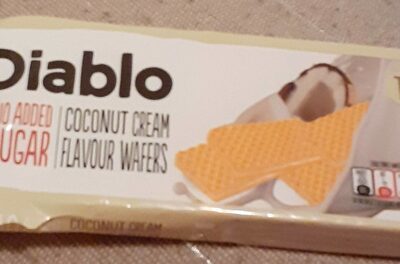 Diablo
NO ADDED
SUGAR
COCONUT CREAM
FLAVOUR WAFERS
COCONUT CREAM